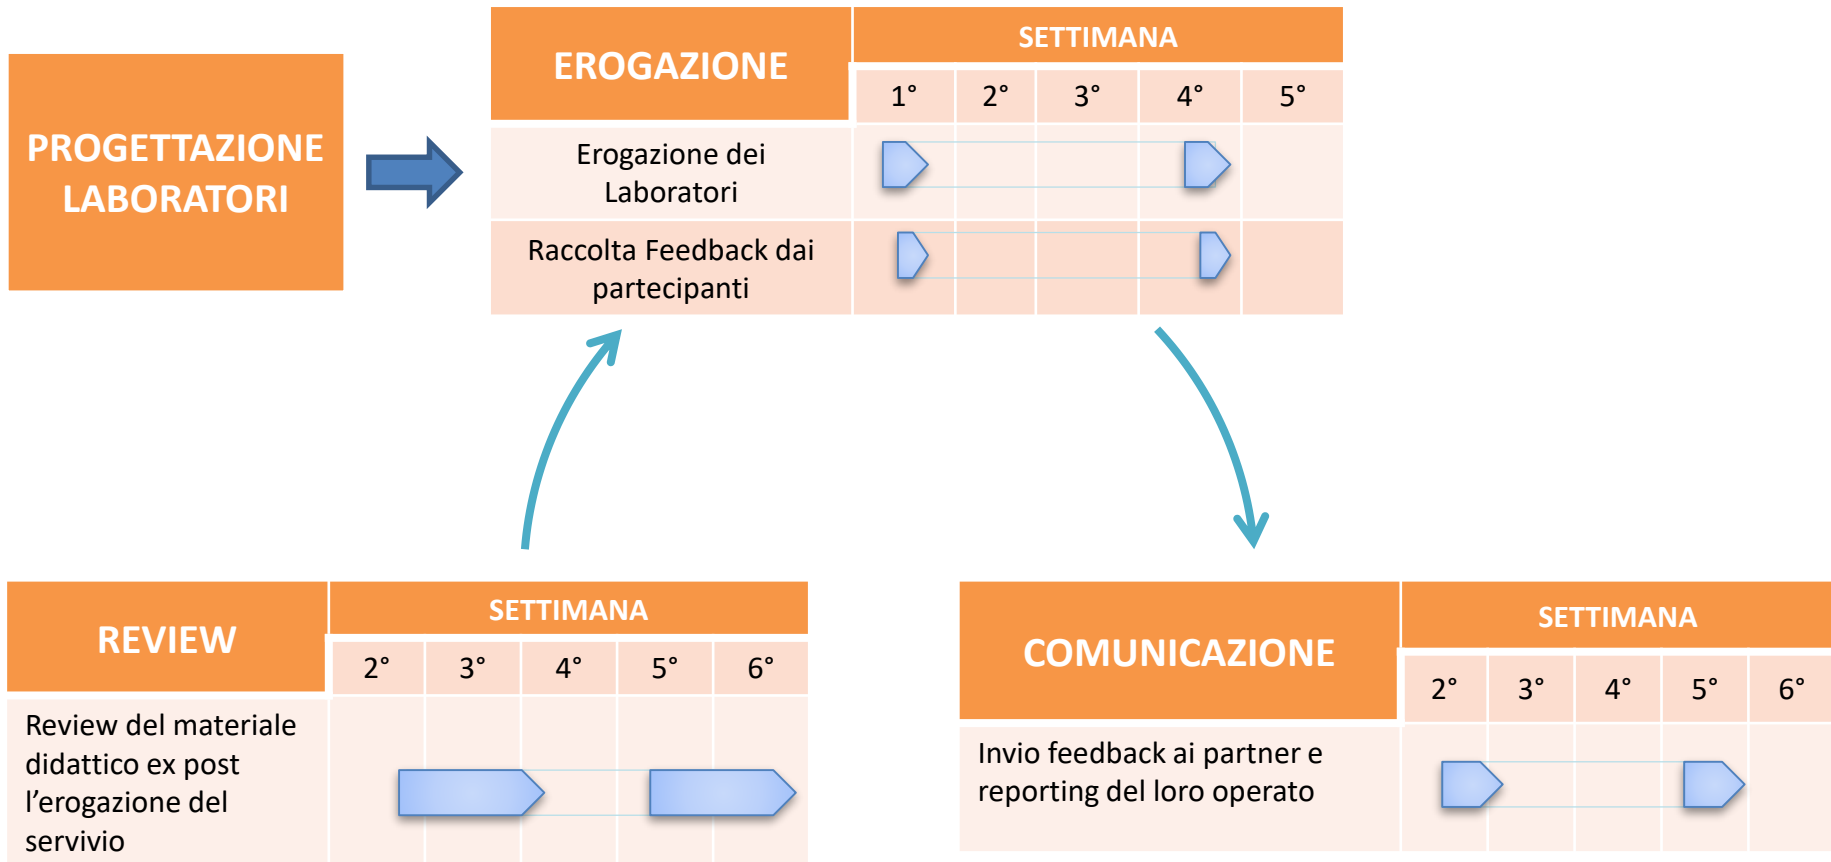 PROGETTAZIONE
LABORATORI
EROGAZIONE
SETTIMANA
1° 2° 3° 4° 5°
Erogazione dei
Laboratori
Raccolta Feedback dai
partecipanti
REVIEW
SETTIMANA
2° 3° 4° 5° 6°
Review del materiale
didattico ex post
l’erogazione del
servivio
COMUNICAZIONE
SETTIMANA
2° 3° 4° 5° 6°
Invio feedback ai partner e
reporting del loro operato